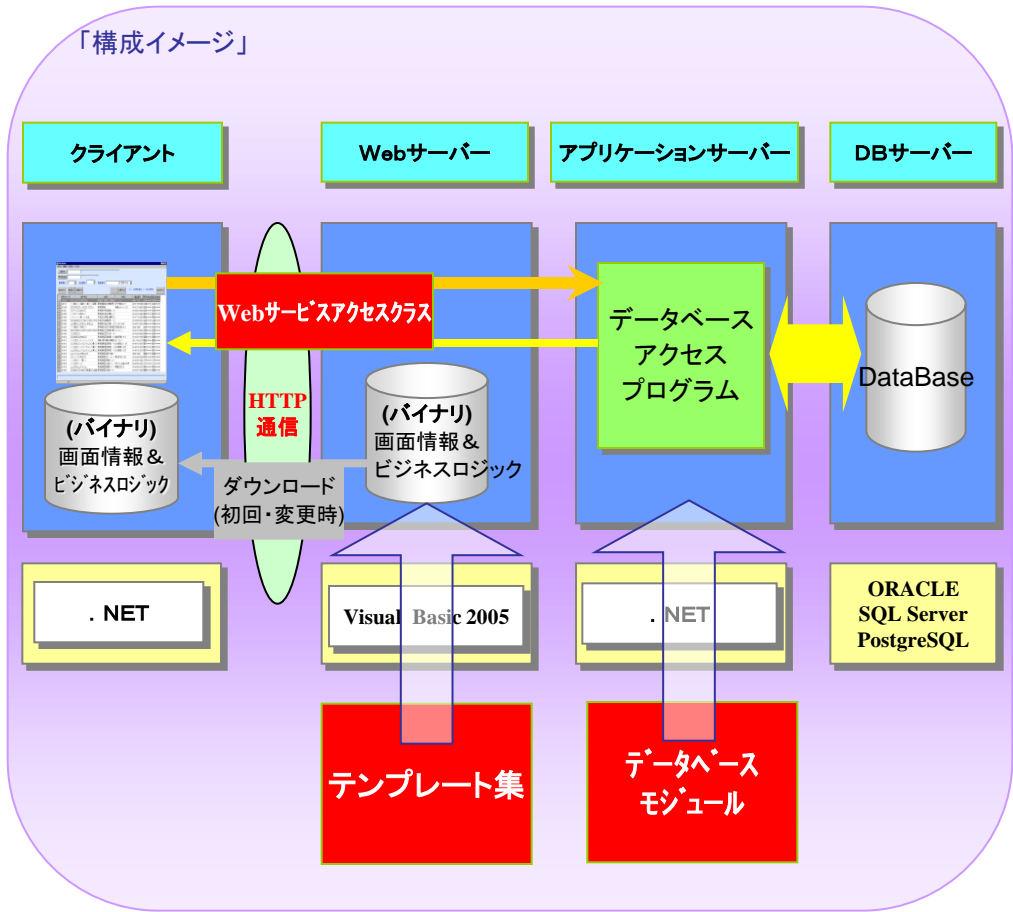 「構成イメージ」
クライアント
Webサーバー
アプリケーションサーバー
DBサーバー
Webサービスアクセスクラス
データベース
アクセス
プログラム
DataBase
HTTP
通信
(バイナリ)
画面情報&
ビジネスロジック
(バイナリ)
画面情報&
ビジネスロジック
ダウンロード
(初回・変更時)
．NET
Visual Basic 2005
．NET
ORACLE
SQL Server
PostgreSQL
テンプレート集
データベース
モジュール